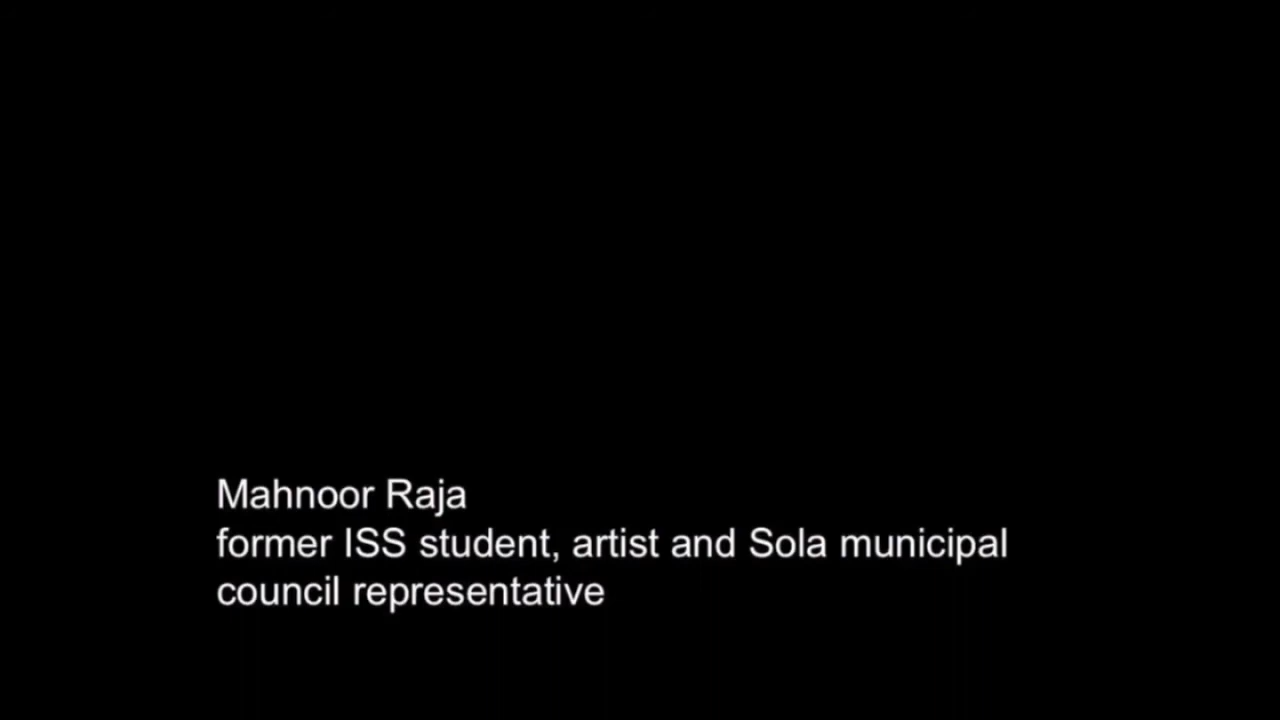 Mahnoor Raja
former ISS student, artist and Sola municipal
council representative